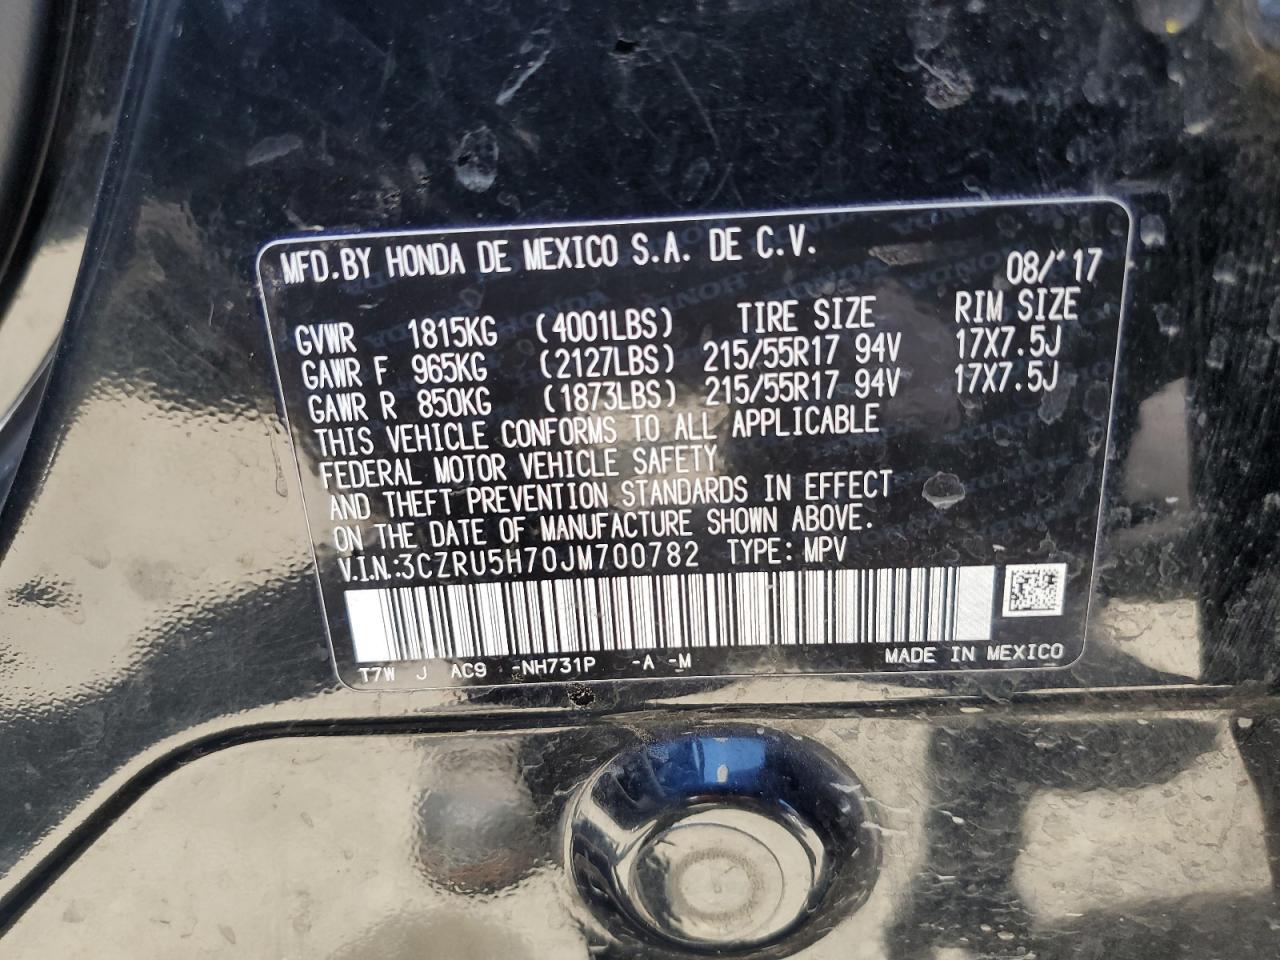 MFD.BY HONDA DE MEXICO S.A. DE C.V.
08/'17
GVWR 1815KG (4001LBS) TIRE SIZE RIM SIZE
GAWR F 965KG (2127LBS) 215/55R17 94V 17X7.5J
GAWR R 850KG (1873LBS) 215/55R17 94V 17X7.5J
THIS VEHICLE CONFORMS TO ALL APPLICABLE
FEDERAL MOTOR VEHICLE SAFETY
AND THEFT PREVENTION STANDARDS IN EFFECT
ON THE DATE OF MANUFACTURE SHOWN ABOVE.
V.I.N.:3CZRU5H70JM700782 TYPE: MPV
T7W J AC9 -NH731P -A -M MADE IN MEXICO